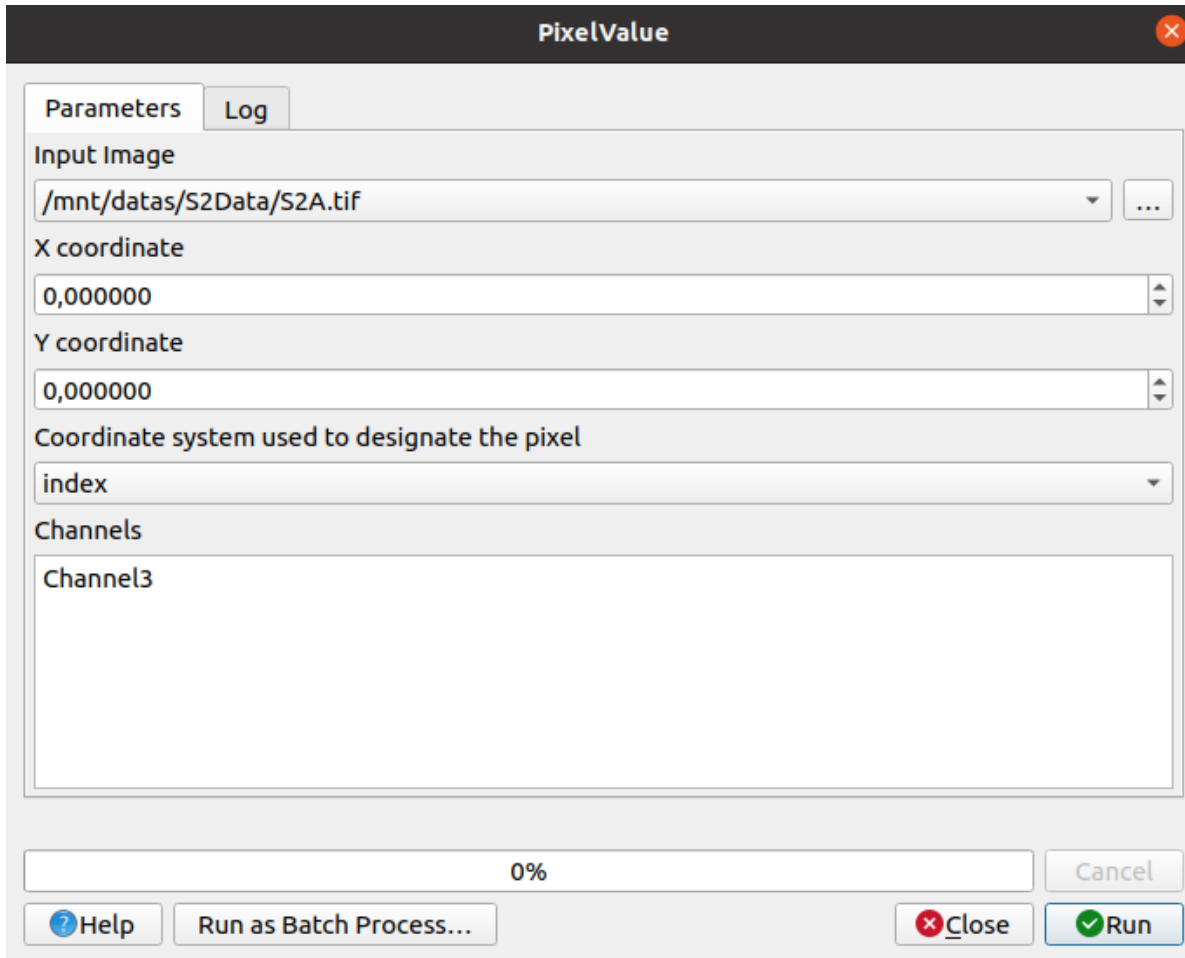 PixelValue
Parameters Log
Input Image
/mnt/datas/S2Data/S2A.tif ...
X coordinate
0,000000
Y coordinate
0,000000
Coordinate system used to designate the pixel
index
Channels
Channel3
0% Cancel
Help Run as Batch Process... Close Run